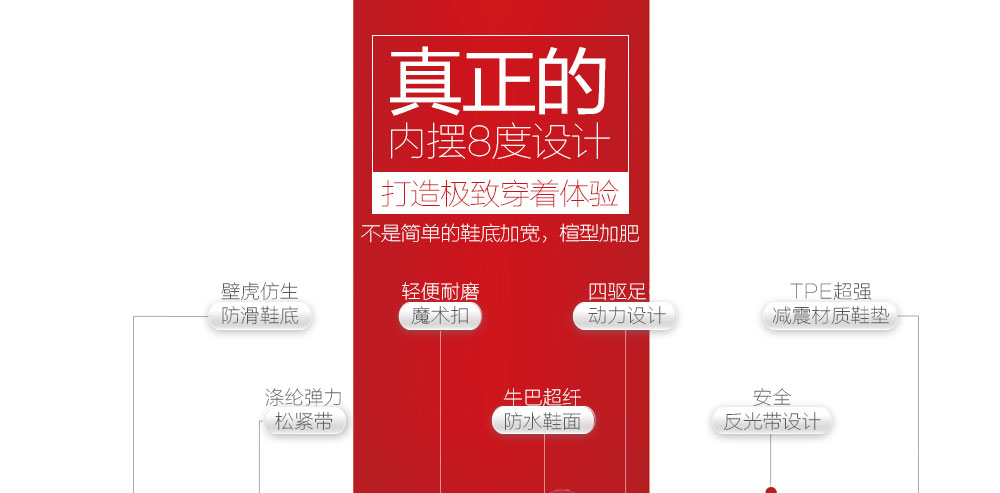 真正的
内摆8度设计
打造极致穿着体验
不是简单的鞋底加宽，楦型加肥
壁虎仿生
防滑鞋底
轻便耐磨
魔术扣
四驱足
动力设计
TPE超强
减震材质鞋垫
涤纶弹力
松紧带
牛巴超纤
防水鞋面
安全
反光带设计